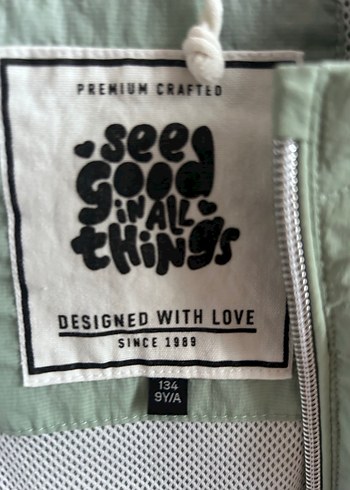 PREMIUM CRAFTED
see
good
iN ALL
tHiNgs
DESIGNED WITH LOVE
SINCE 1989
134
9Y/A